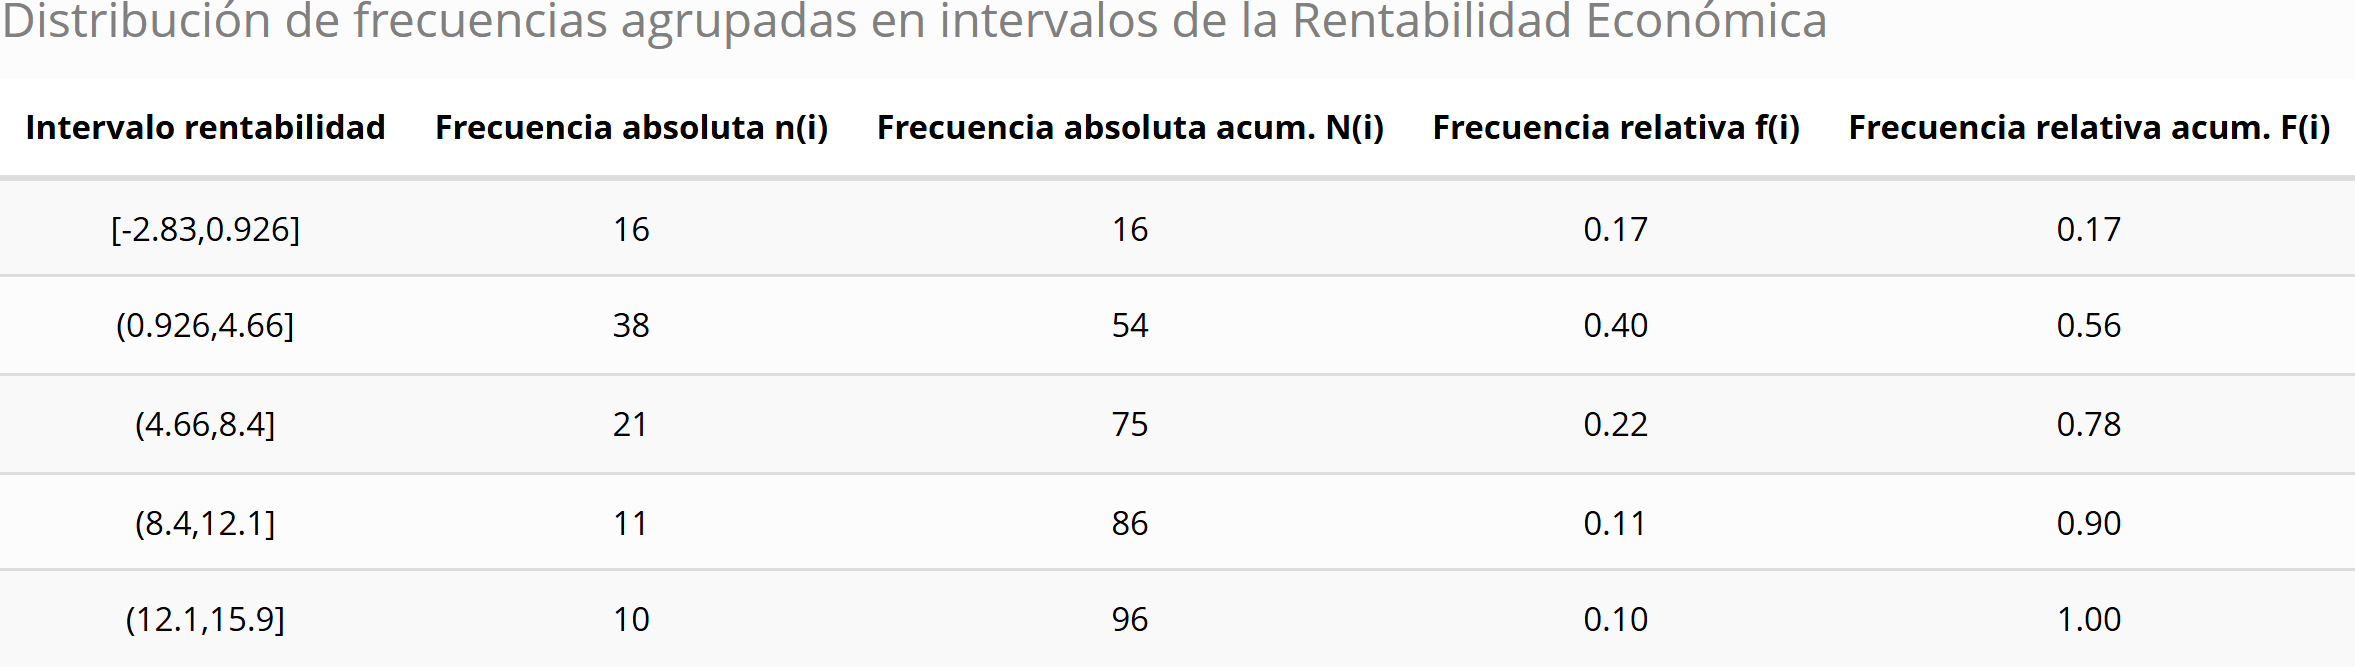 Distribución de frecuencias agrupadas en intervalos de la Rentabilidad Económica
Intervalo rentabilidad Frecuencia absoluta n(i) Frecuencia absoluta acum. N(i) Frecuencia relativa f(i) Frecuencia relativa acum. F(i)
[-2.83,0.926] 16 16 0.17 0.17
(0.926,4.66] 38 54 0.40 0.56
(4.66,8.4] 21 75 0.22 0.78
(8.4,12.1] 11 86 0.11 0.90
(12.1,15.9] 10 96 0.10 1.00